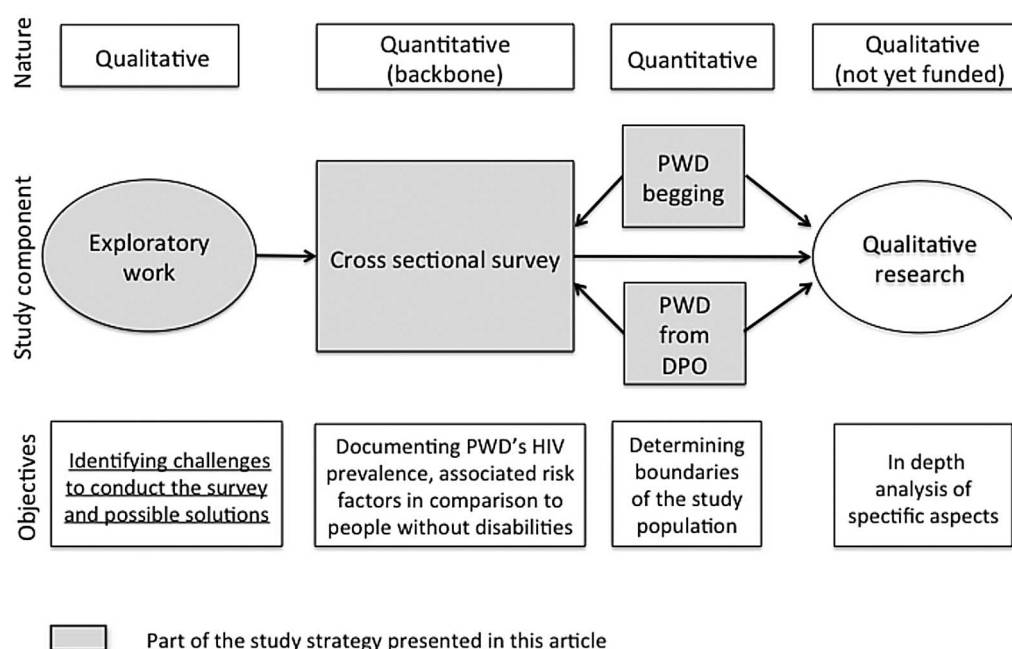 Nature
Qualitative
Quantitative
(backbone)
Quantitative
Qualitative
(not yet funded)
Study component
Exploratory
work
Cross sectional survey
PWD
begging
PWD
from
DPO
Qualitative
research
Objectives
Identifying challenges
to conduct the survey
and possible solutions
Documenting PWD's HIV
prevalence, associated risk
factors in comparison to
people without disabilities
Determining
boundaries
of the study
population
In depth
analysis of
spectific aspects
Part of the study strategy presented in this article